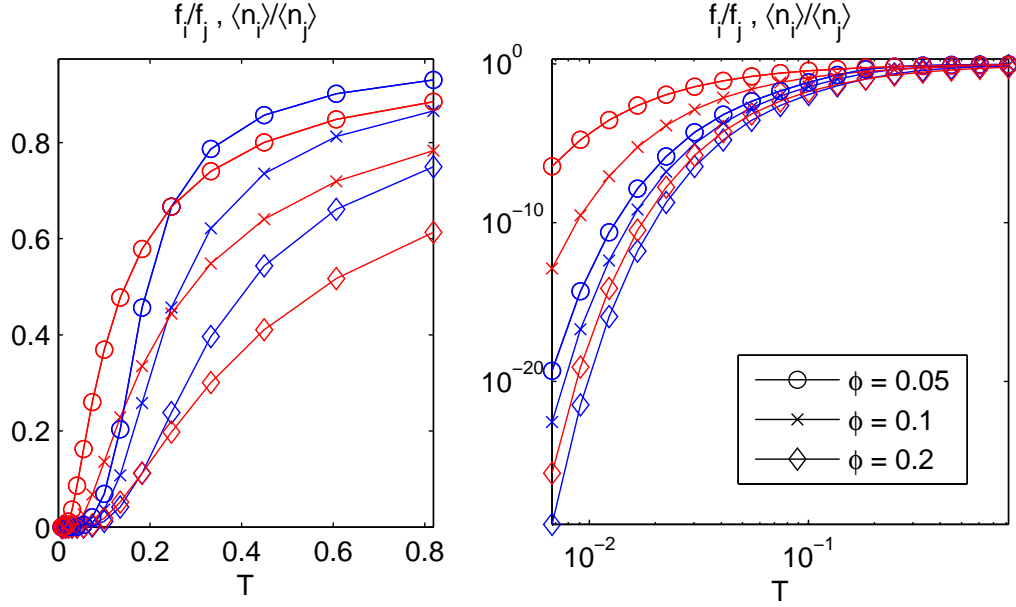 f_i/f_j , ⟨n_i⟩/⟨n_j⟩
0.8
0.6
0.4
0.2
0
0 0.2 0.4 0.6 0.8
T
f_i/f_j , ⟨n_i⟩/⟨n_j⟩
10^0
10^−10
10^−20
10^−2 10^−1
T
ϕ = 0.05
ϕ = 0.1
ϕ = 0.2